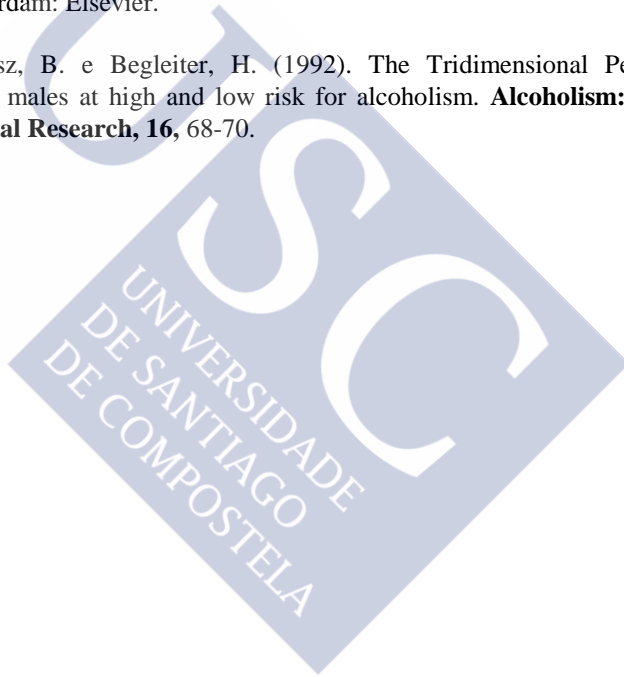 rdam: Elsevier.
sz, B. e Begleiter, H. (1992). The Tridimensional Pe
males at high and low risk for alcoholism. Alcoholism:
al Research, 16, 68-70.
USC
UNIVERSIDADE
DE SANTIAGO
DE COMPOSTELA